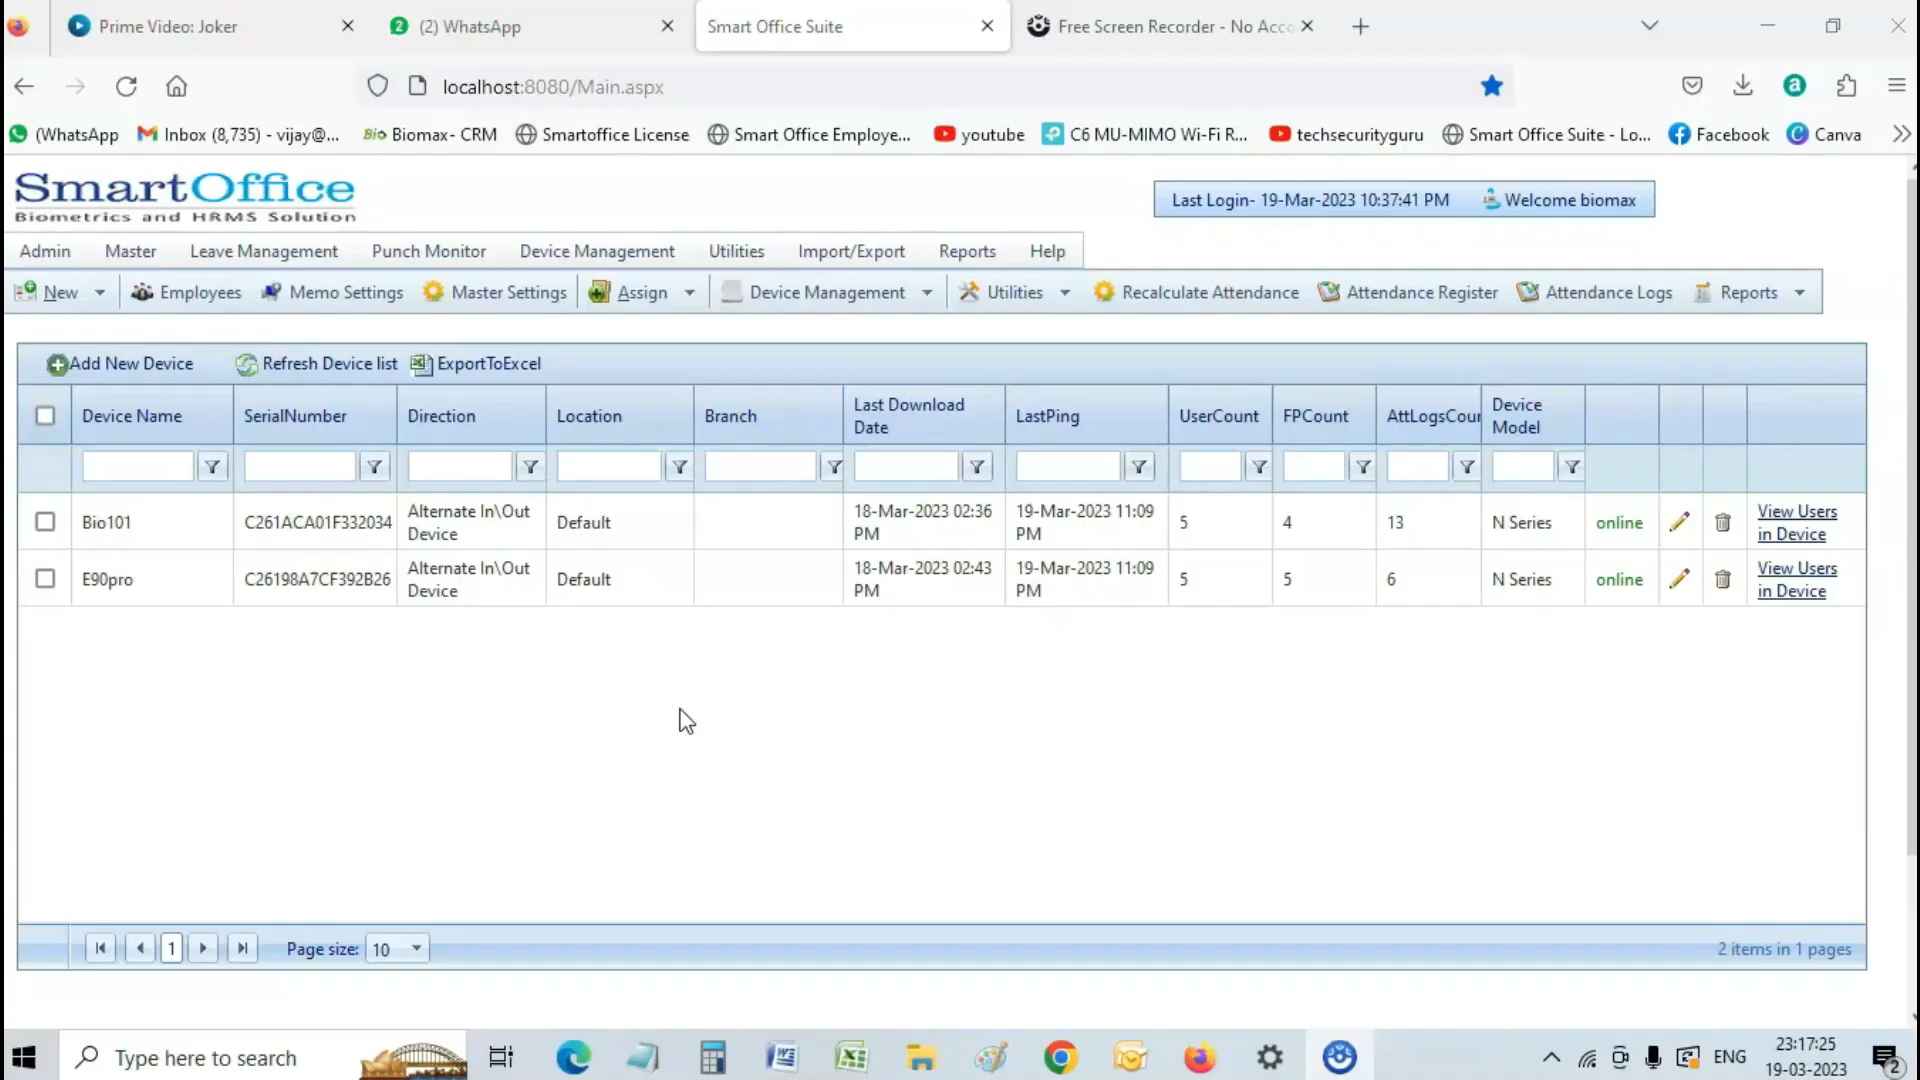 Prime Video: Joker
2 (2) WhatsApp
Smart Office Suite
Free Screen Recorder - No Acco
localhost:8080/Main.aspx
a
(WhatsApp
Inbox (8,735) - vijay@...
Bio Biomax- CRM
Smartoffice License
Smart Office Employe...
youtube
C6 MU-MIMO Wi-Fi R...
techsecurityguru
Smart Office Suite - Lo...
Facebook
Canva
SmartOffice
Biometrics and HRMS Solution
Last Login- 19-Mar-2023 10:37:41 PM Welcome biomax
Admin Master Leave Management Punch Monitor Device Management Utilities Import/Export Reports Help
New Employees Memo Settings Master Settings Assign Device Management Utilities Recalculate Attendance Attendance Register Attendance Logs Reports
Add New Device Refresh Device list ExportToExcel
Device Name SerialNumber Direction Location Branch Last Download Date LastPing UserCount FPCount AttLogsCour Device Model
Bio101 C261ACA01F332034 Alternate In\Out Device Default 18-Mar-2023 02:36 PM 19-Mar-2023 11:09 PM 5 4 13 N Series online View Users in Device
E90pro C26198A7CF392B26 Alternate In\Out Device Default 18-Mar-2023 02:43 PM 19-Mar-2023 11:09 PM 5 5 6 N Series online View Users in Device
1 Page size: 10 2 items in 1 pages
Type here to search
ENG
23:17:25
19-03-2023
2